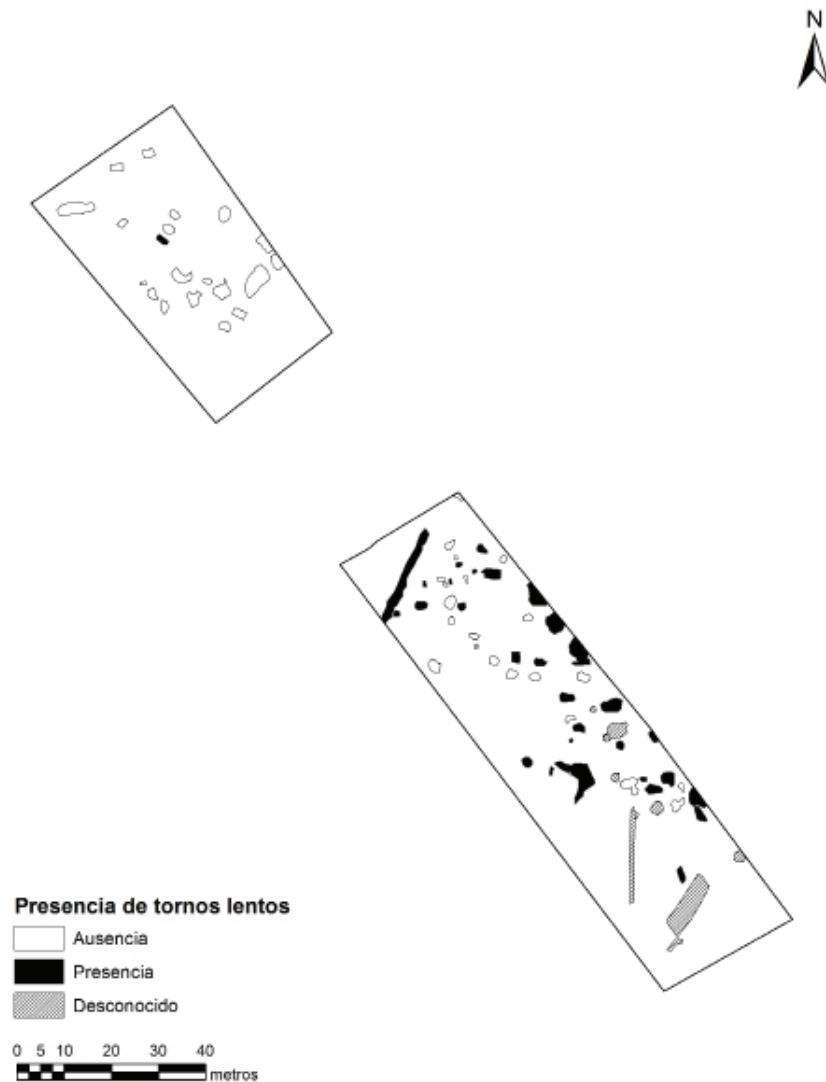 N
Presencia de tornos lentos
Ausencia
Presencia
Desconocido
0 5 10 20 30 40
metros